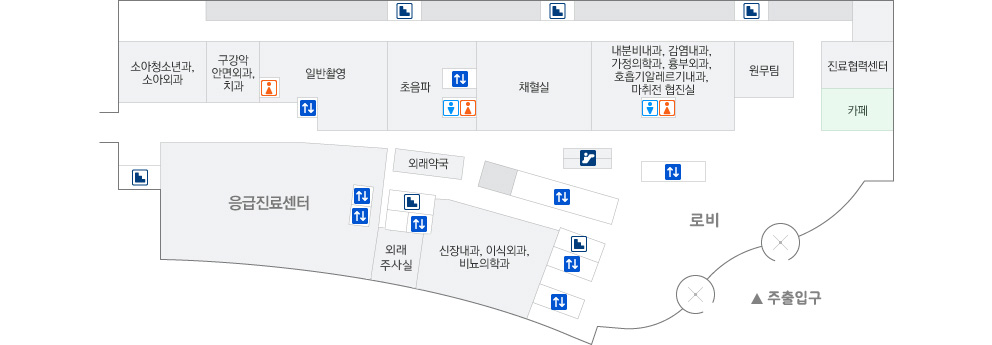 소아청소년과,
소아외과
구강악
안면외과,
치과
일반촬영
초음파
채혈실
내분비내과, 감염내과,
가정의학과, 흉부외과,
호흡기알레르기내과,
마취전 협진실
원무팀
진료협력센터
카페
외래약국
응급진료센터
외래
주사실
신장내과, 이식외과,
비뇨의학과
로비
▲ 주출입구